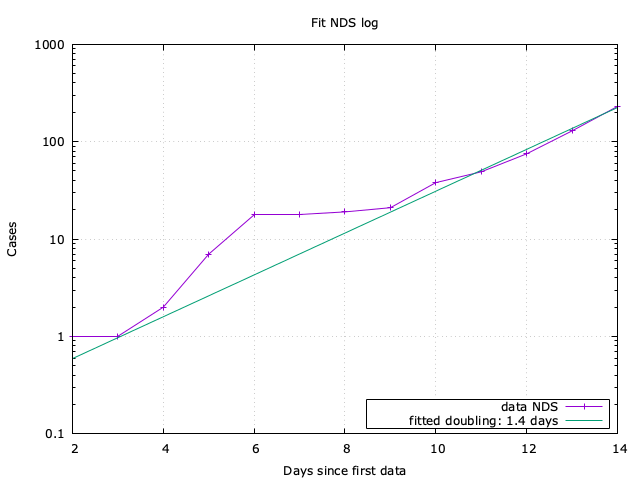 Fit NDS log
1000
100
10
1
0.1
Cases
2
4
6
8
10
12
14
Days since first data
data NDS
fitted doubling: 1.4 days